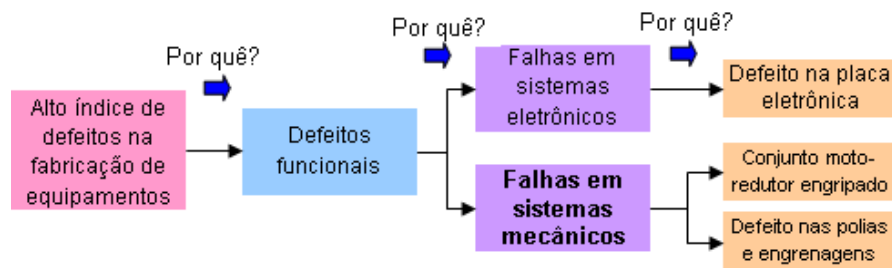 Por quê?
Por quê?
Por quê?
Alto índice de
defeitos na
fabricação de
equipamentos
Defeitos
funcionais
Falhas em
sistemas
eletrônicos
Defeito na placa
eletrônica
Falhas em
sistemas
mecânicos
Conjunto moto-
redutor engripado
Defeito nas polias
e engrenagens